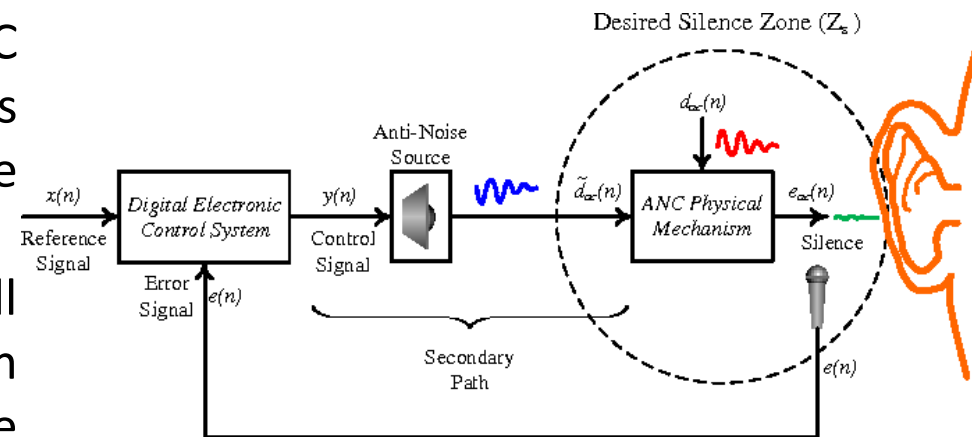 Desired Silence Zone (Zs)
C
s
e
ll
n
e
dac(n)
Anti-Noise
Source
x(n)
Digital Electronic
Control System
y(n)
d̃ac(n)
ANC Physical
Mechanism
eac(n)
Reference
Signal
Control
Signal
Silence
Error
Signal
e(n)
Secondary
Path
e(n)